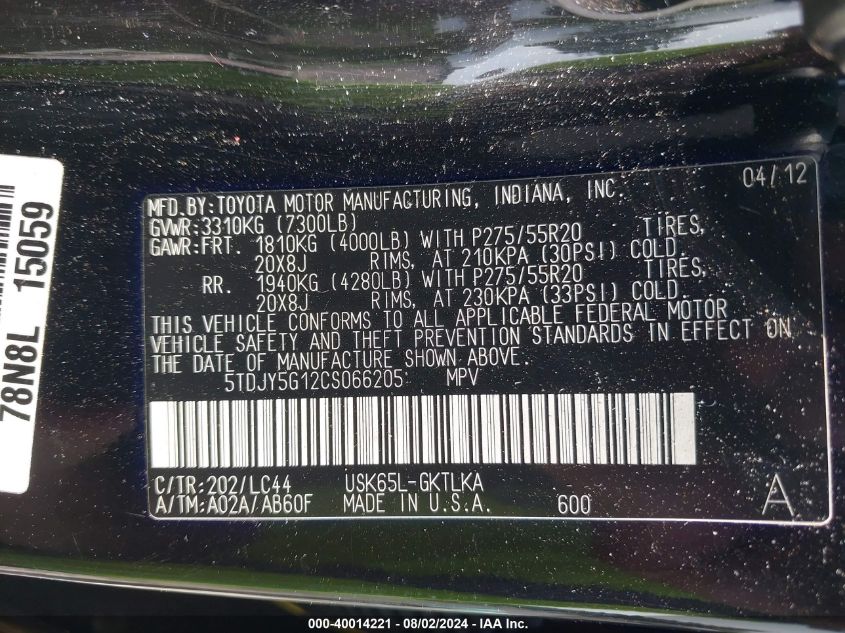 MFD.BY:TOYOTA MOTOR MANUFACTURING, INDIANA, INC. 04/12
GVWR:3310KG (7300LB)
GAWR:FRT. 1810KG (4000LB) WITH P275/55R20 TIRES,
20X8J RIMS, AT 210KPA (30PSI) COLD
RR. 1940KG (4280LB) WITH P275/55R20 TIRES,
20X8J RIMS, AT 230KPA (33PSI) COLD.
THIS VEHICLE CONFORMS TO ALL APPLICABLE FEDERAL MOTOR
VEHICLE SAFETY AND THEFT PREVENTION STANDARDS IN EFFECT ON
THE DATE OF MANUFACTURE SHOWN ABOVE.
5TDJY5G12CS066205 MPV
C/TR:202/LC44 USK65L-GKTLKA
A/TM:A02A/AB60F MADE IN U.S.A. 600 A
78N8L 15059
000-40014221 - 08/02/2024 - IAA Inc.